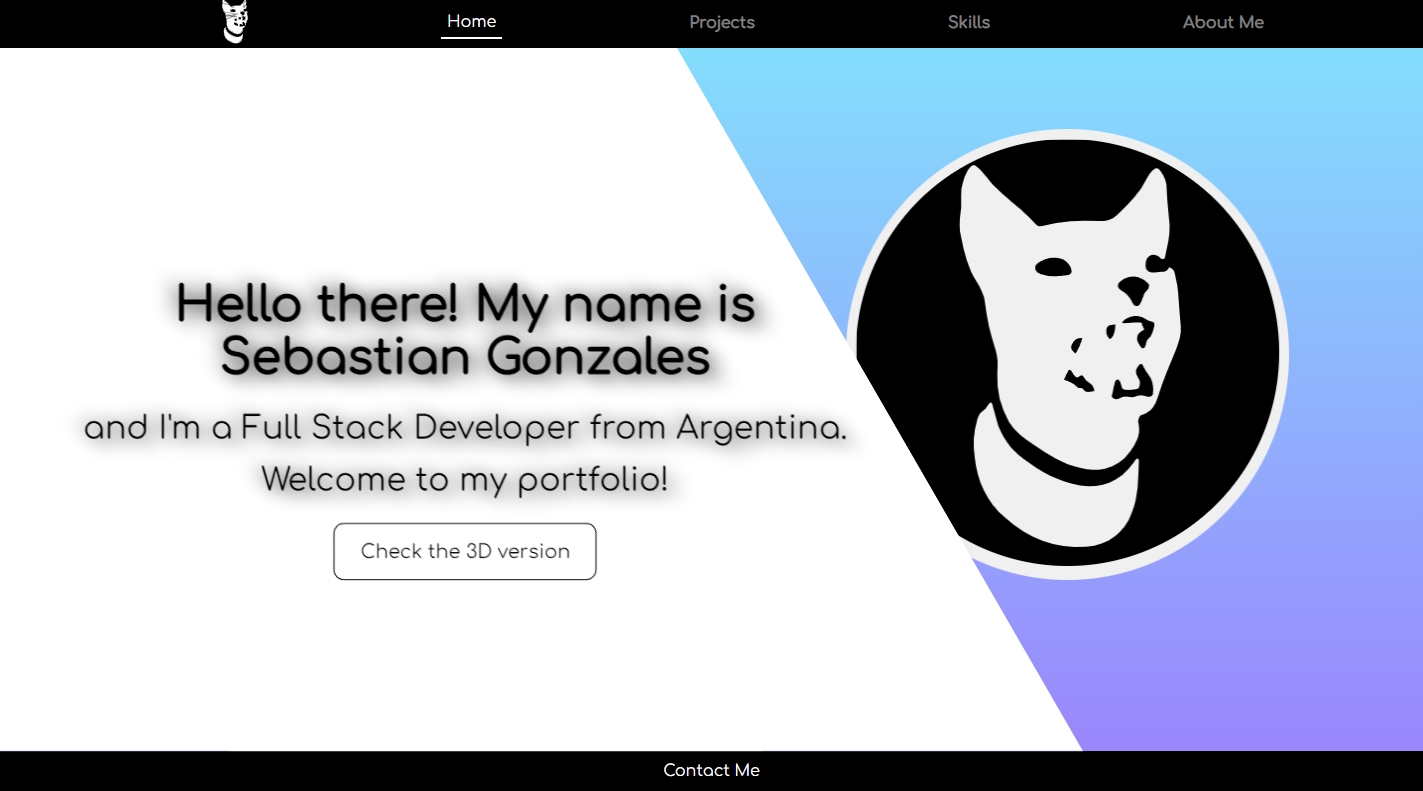 Home
Projects
Skills
About Me
Hello there! My name is
Sebastian Gonzales
and I'm a Full Stack Developer from Argentina.
Welcome to my portfolio!
Check the 3D version
Contact Me